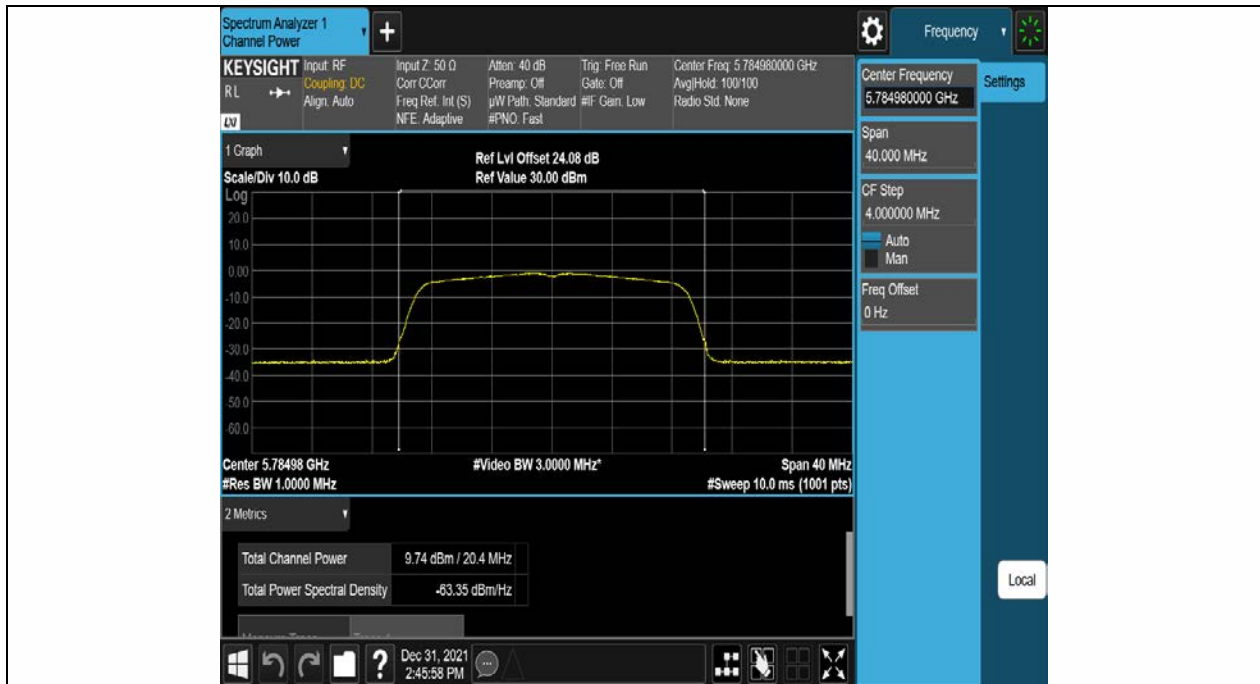 Spectrum Analyzer 1
Channel Power
+
Frequency
KEYSIGHT
RL
LXI
Input: RF
Coupling: DC
Align: Auto
Input Z: 50 Ω
Corr CCorr
Freq Ref: Int (S)
NFE: Adaptive
Atten: 40 dB
Preamp: Off
µW Path: Standard
#PNO: Fast
Trig: Free Run
Gate: Off
#IF Gain: Low
Center Freq: 5.784980000 GHz
Avg|Hold: 100/100
Radio Std: None
Center Frequency
5.784980000 GHz
Settings
Span
40.000 MHz
CF Step
4.000000 MHz
Auto
Man
Freq Offset
0 Hz
Local
1 Graph
Scale/Div 10.0 dB
Ref Lvl Offset 24.08 dB
Ref Value 30.00 dBm
Log
20.0
10.0
0.00
-10.0
-20.0
-30.0
-40.0
-50.0
-60.0
Center 5.78498 GHz
#Video BW 3.0000 MHz*
Span 40 MHz
#Res BW 1.0000 MHz
#Sweep 10.0 ms (1001 pts)
2 Metrics
Total Channel Power 9.74 dBm / 20.4 MHz
Total Power Spectral Density -63.35 dBm/Hz
?
Dec 31, 2021
2:45:58 PM